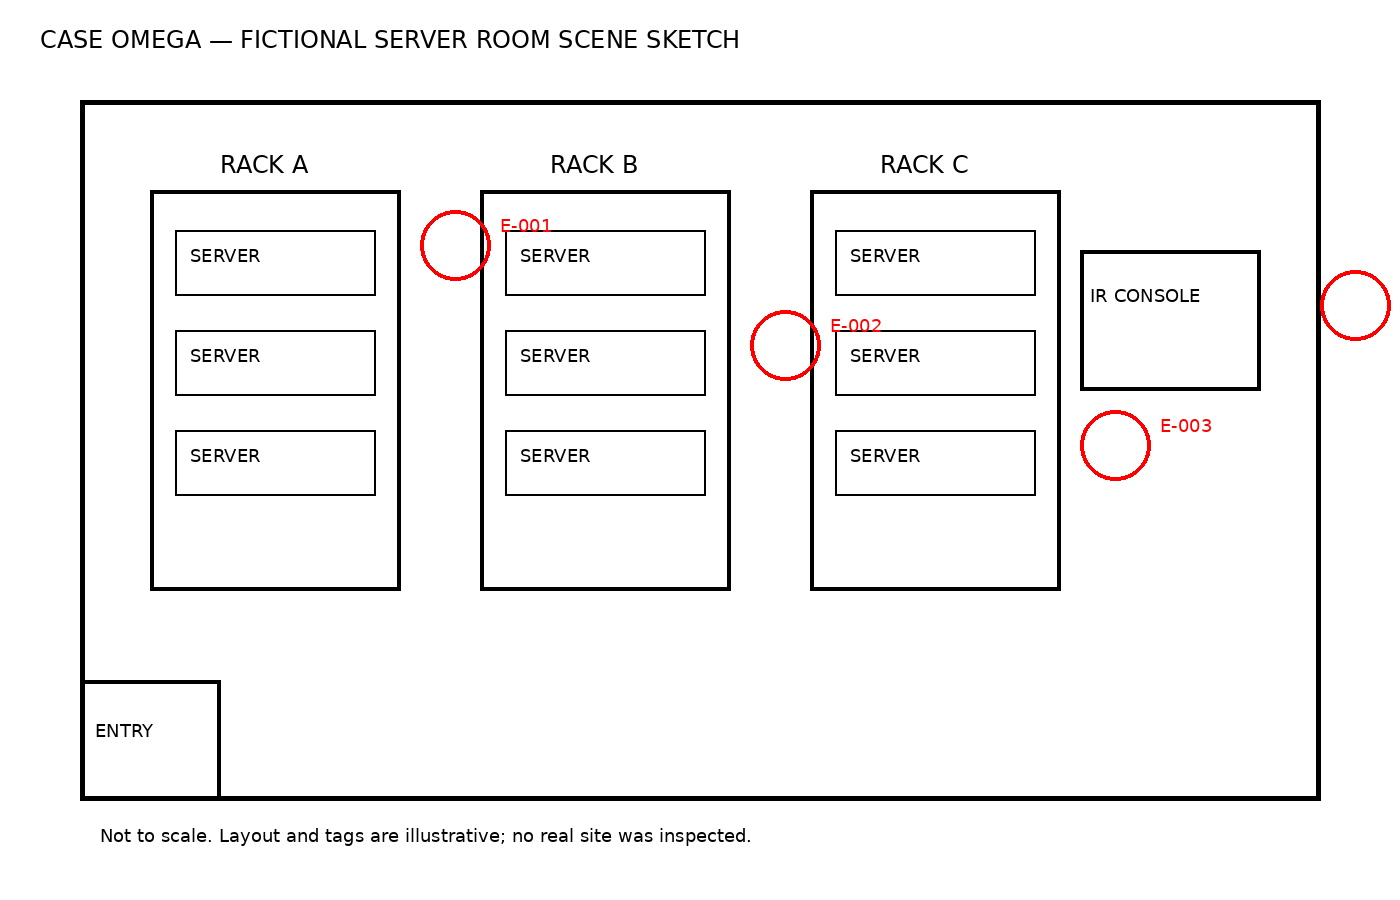 CASE OMEGA — FICTIONAL SERVER ROOM SCENE SKETCH
RACK A
RACK B
RACK C
E-001
SERVER
SERVER
SERVER
IR CONSOLE
E-002
SERVER
SERVER
SERVER
E-003
SERVER
SERVER
SERVER
ENTRY
Not to scale. Layout and tags are illustrative; no real site was inspected.